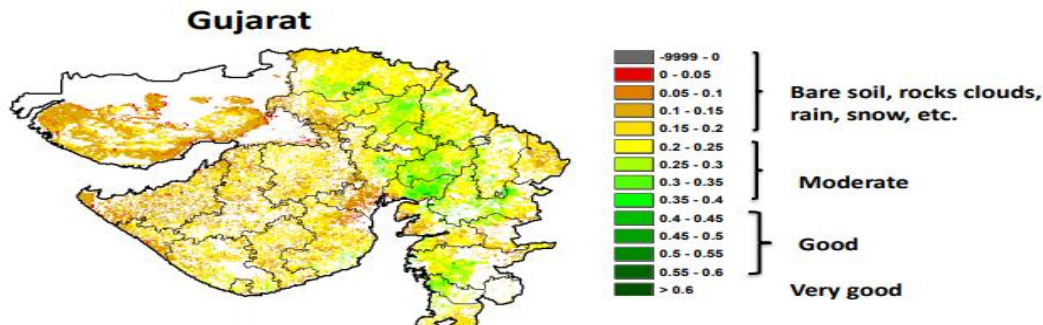 Gujarat
-9999 - 0
0 - 0.05
0.05 - 0.1
0.1 - 0.15
0.15 - 0.2
0.2 - 0.25
0.25 - 0.3
0.3 - 0.35
0.35 - 0.4
0.4 - 0.45
0.45 - 0.5
0.5 - 0.55
0.55 - 0.6
> 0.6
Bare soil, rocks clouds,
rain, snow, etc.
Moderate
Good
Very good